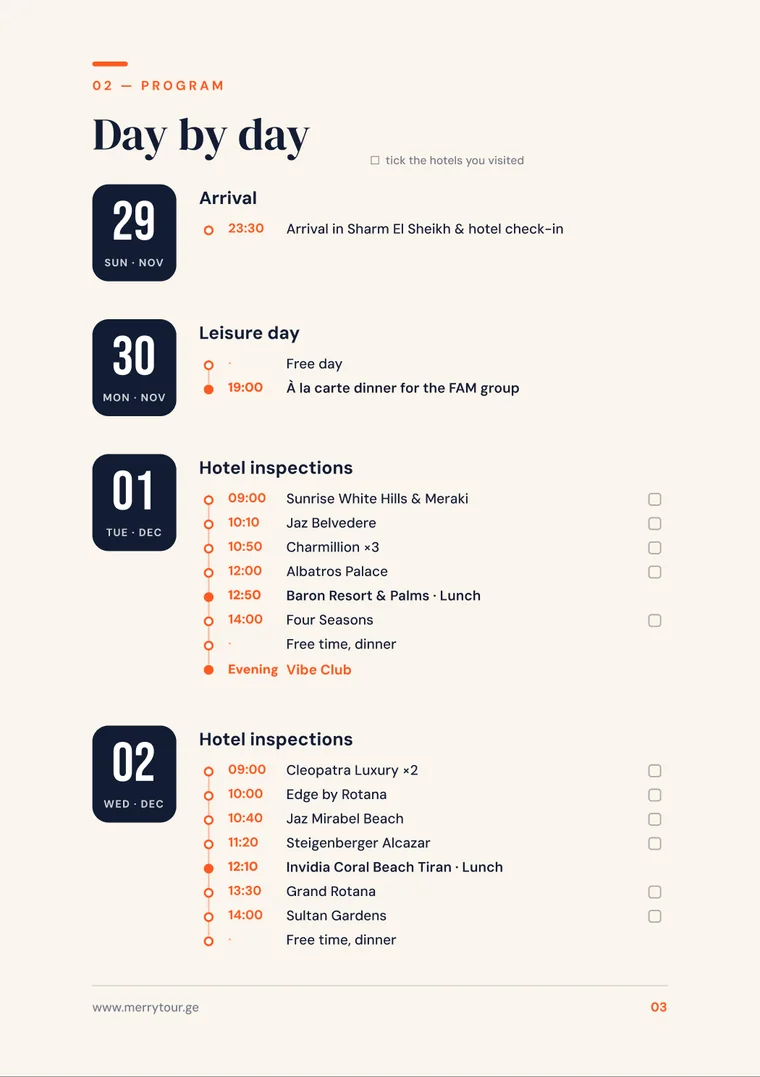 02 — PROGRAM
Day by day
tick the hotels you visited
29
SUN · NOV
Arrival
23:30 Arrival in Sharm El Sheikh & hotel check-in
30
MON · NOV
Leisure day
· Free day
19:00 À la carte dinner for the FAM group
01
TUE · DEC
Hotel inspections
09:00 Sunrise White Hills & Meraki
10:10 Jaz Belvedere
10:50 Charmillion ×3
12:00 Albatros Palace
12:50 Baron Resort & Palms · Lunch
14:00 Four Seasons
· Free time, dinner
Evening Vibe Club
02
WED · DEC
Hotel inspections
09:00 Cleopatra Luxury ×2
10:00 Edge by Rotana
10:40 Jaz Mirabel Beach
11:20 Steigenberger Alcazar
12:10 Invidia Coral Beach Tiran · Lunch
13:30 Grand Rotana
14:00 Sultan Gardens
· Free time, dinner
www.merrytour.ge
03